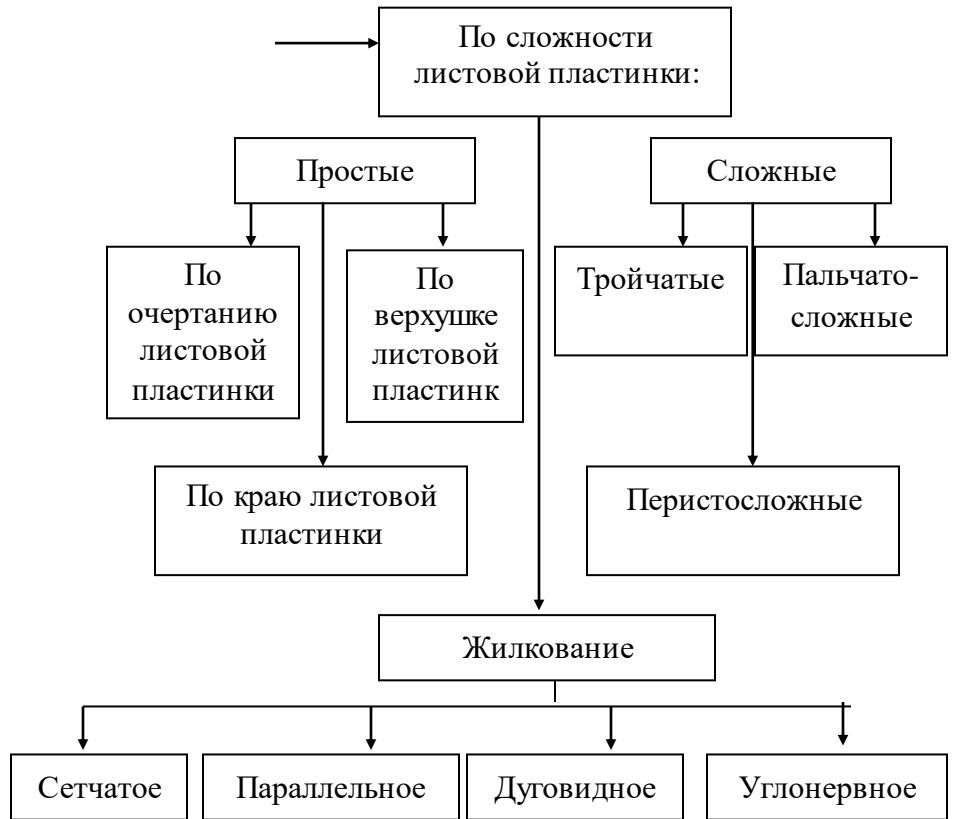 По сложности
листовой пластинки:
Простые
Сложные
По
очертанию
листовой
пластинки
По
верхушке
листовой
пластинк
Тройчатые
Пальчато-
сложные
По краю листовой
пластинки
Перистосложные
Жилкование
Сетчатое
Параллельное
Дуговидное
Углонервное